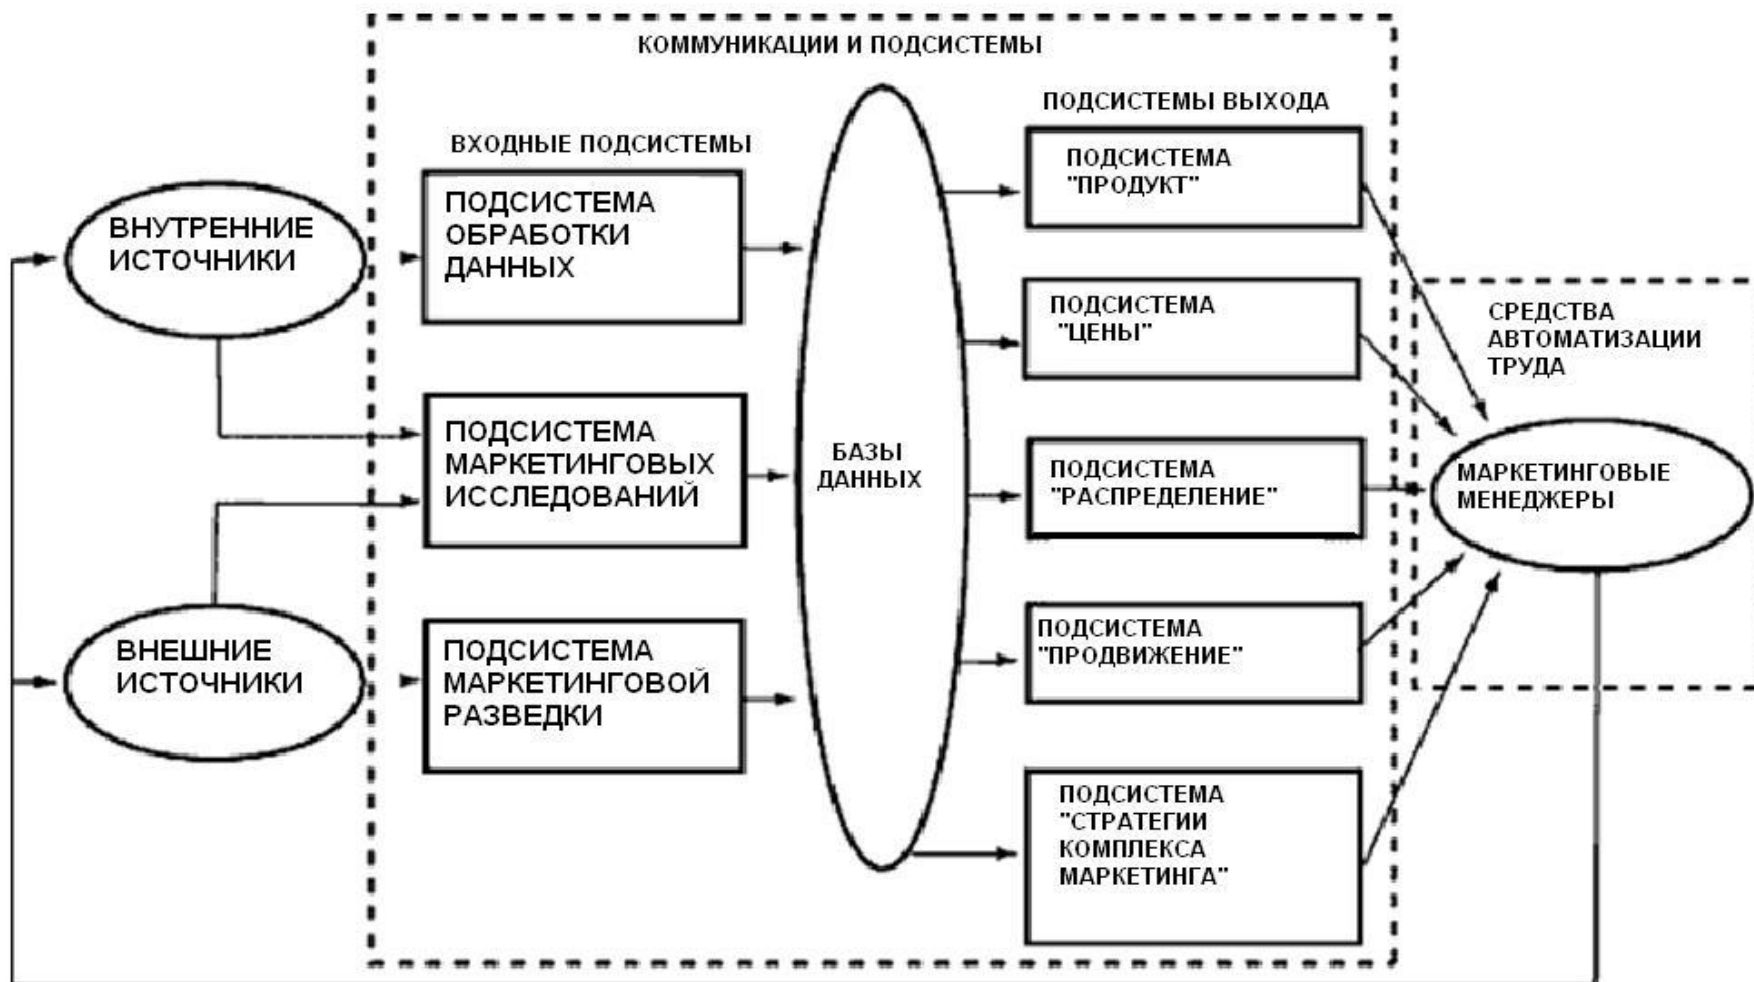 КОММУНИКАЦИИ И ПОДСИСТЕМЫ
ВНУТРЕННИЕ
ИСТОЧНИКИ
ВНЕШНИЕ
ИСТОЧНИКИ
ВХОДНЫЕ ПОДСИСТЕМЫ
ПОДСИСТЕМА
ОБРАБОТКИ
ДАННЫХ
ПОДСИСТЕМА
МАРКЕТИНГОВЫХ
ИССЛЕДОВАНИЙ
ПОДСИСТЕМА
МАРКЕТИНГОВОЙ
РАЗВЕДКИ
БАЗЫ
ДАННЫХ
ПОДСИСТЕМЫ ВЫХОДА
ПОДСИСТЕМА
"ПРОДУКТ"
ПОДСИСТЕМА
"ЦЕНЫ"
ПОДСИСТЕМА
"РАСПРЕДЕЛЕНИЕ"
ПОДСИСТЕМА
"ПРОДВИЖЕНИЕ"
ПОДСИСТЕМА
"СТРАТЕГИИ
КОМПЛЕКСА
МАРКЕТИНГА"
СРЕДСТВА
АВТОМАТИЗАЦИИ
ТРУДА
МАРКЕТИНГОВЫЕ
МЕНЕДЖЕРЫ